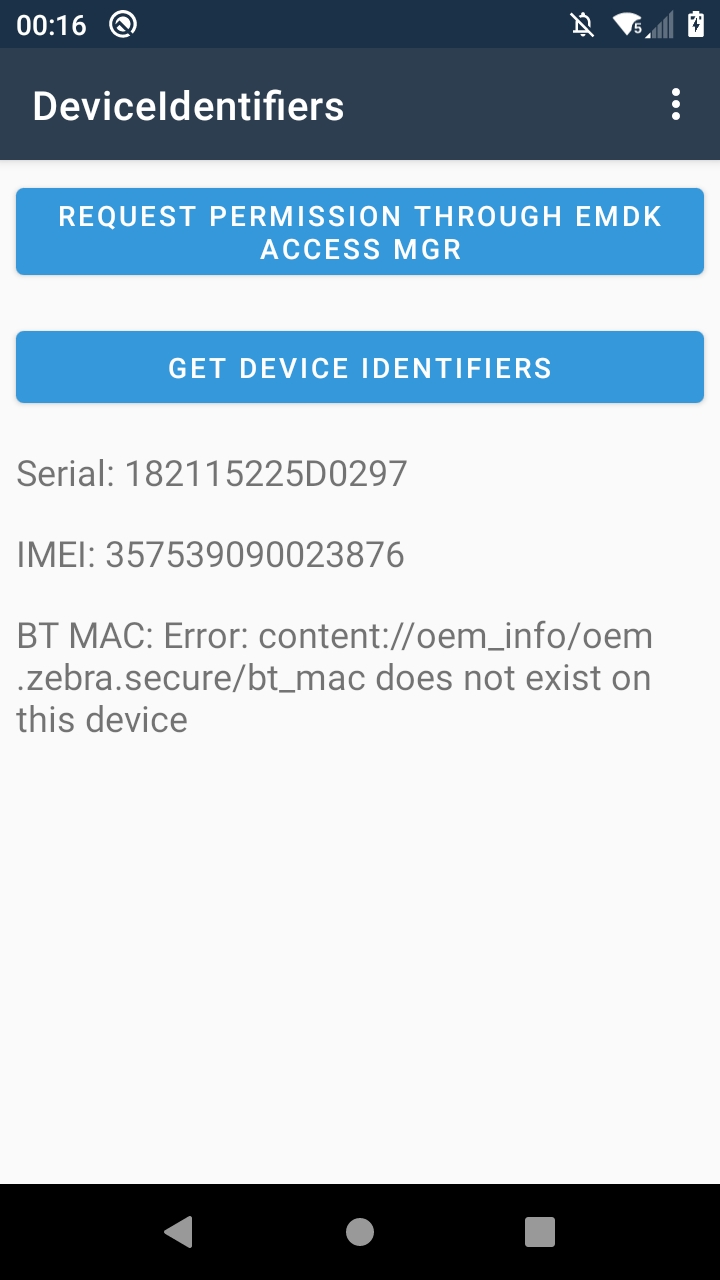 00:16
5
DeviceIdentifiers
REQUEST PERMISSION THROUGH EMDK
ACCESS MGR
GET DEVICE IDENTIFIERS
Serial: 182115225D0297
IMEI: 357539090023876
BT MAC: Error: content://oem_info/oem
.zebra.secure/bt_mac does not exist on
this device